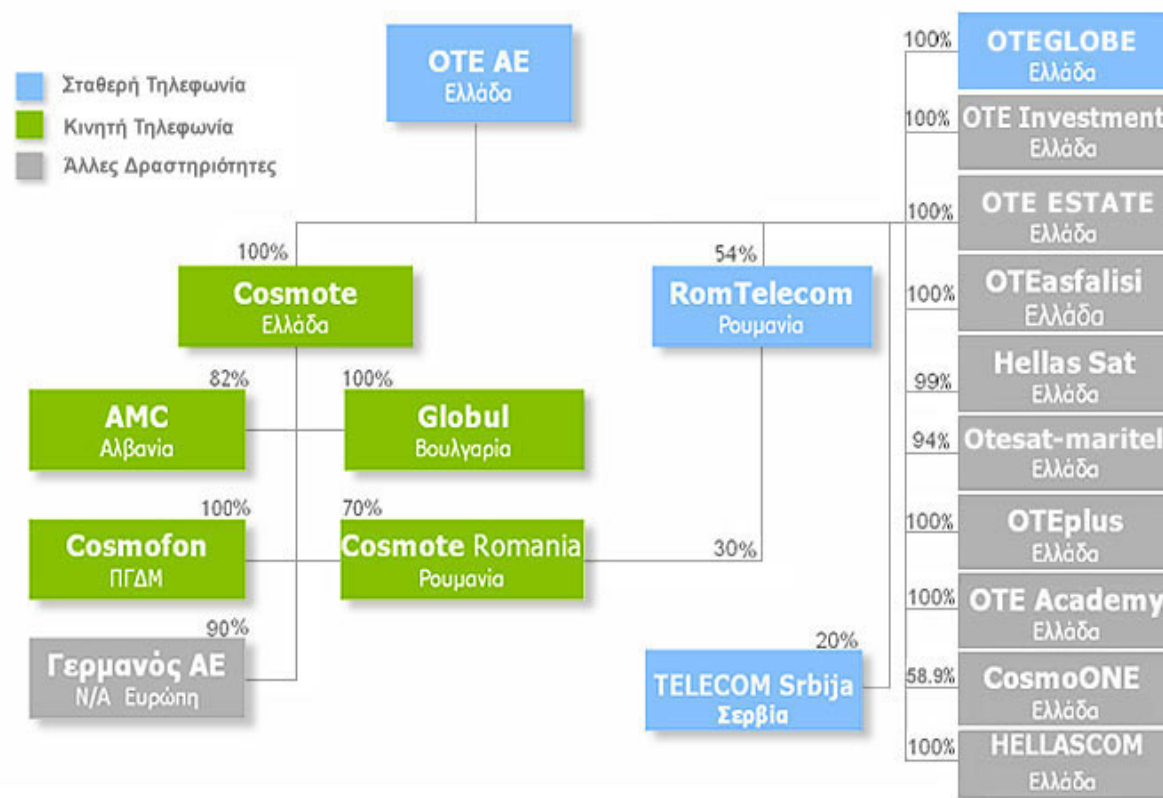 OTE AE
Ελλάδα
Σταθερή Τηλεφωνία
Κινητή Τηλεφωνία
Άλλες Δραστηριότητες
100%
Cosmote
Ελλάδα
54%
RomTelecom
Ρουμανία
82%
AMC
Αλβανία
100%
Globul
Βουλγαρία
100%
Cosmofon
ΠΓΔΜ
70%
Cosmote Romania
Ρουμανία
30%
90%
Γερμανός ΑΕ
Ν/Α Ευρώπη
20%
TELECOM Srbija
Σερβία
100%
OTEGLOBE
Ελλάδα
100%
OTE Investment
Ελλάδα
100%
OTE ESTATE
Ελλάδα
100%
OTEasfalisi
Ελλάδα
99%
Hellas Sat
Ελλάδα
94%
Otesat-maritel
Ελλάδα
100%
OTEplus
Ελλάδα
100%
OTE Academy
Ελλάδα
58.9%
CosmoONE
Ελλάδα
100%
HELLASCOM
Ελλάδα